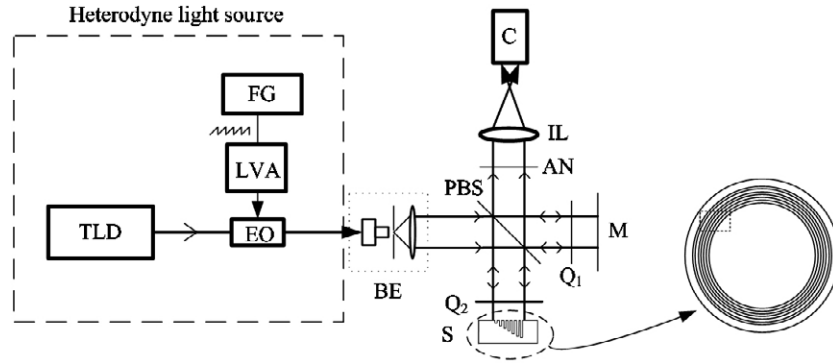 Heterodyne light source
C
FG
IL
LVA
AN
PBS
TLD
EO
M
BE
Q1
Q2
S